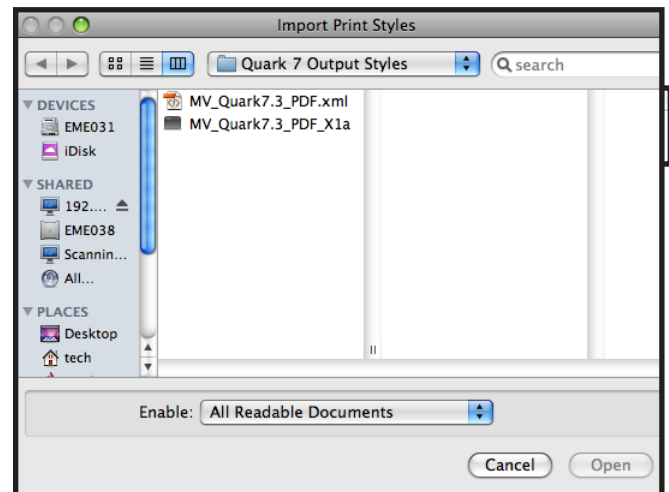 Import Print Styles
Quark 7 Output Styles
search
DEVICES
EME031
iDisk
SHARED
192....
EME038
Scannin...
All...
PLACES
Desktop
tech
MV_Quark7.3_PDF.xml
MV_Quark7.3_PDF_X1a
Enable: All Readable Documents
Cancel Open